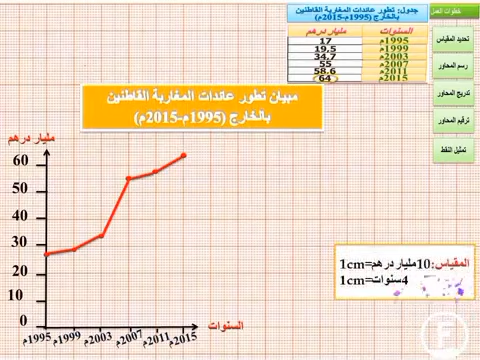 خطوات العمل
تحديد المقياس
رسم المحاور
تدريج المحاور
ترقيم المحاور
تمثيل النقط
جدول: تطور عائدات المغاربة القاطنين
بالخارج (1995م-2015م)
السنوات مليار درهم
1995م 17
1999م 19,5
2003م 34,7
2007م 55
2011م 58.6
2015م 64
مبيان تطور عائدات المغاربة القاطنين
بالخارج (1995م-2015م)
مليار درهم
60
50
40
30
20
10
0
1995م 1999م 2003م 2007م 2011م 2015م
السنوات
المقياس: 10مليار درهم=1cm
4سنوات=1cm
F